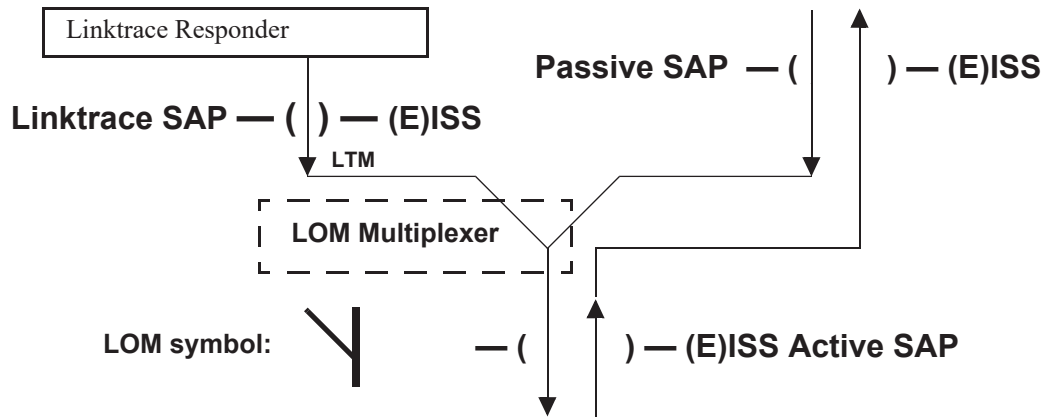 Linktrace Responder
Passive SAP — ( ) — (E)ISS
Linktrace SAP — ( ) — (E)ISS
LTM
LOM Multiplexer
LOM symbol:
— ( ) — (E)ISS Active SAP